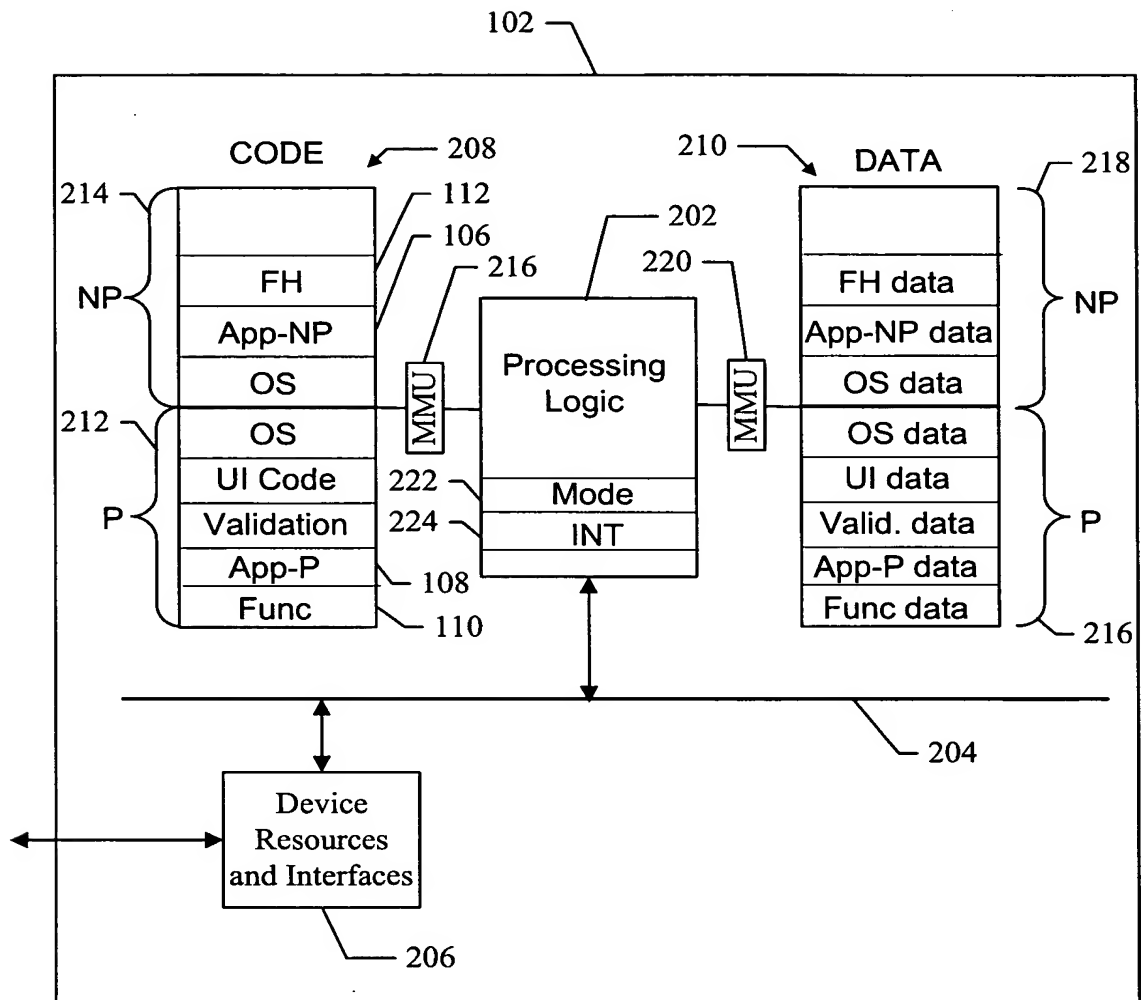 102
CODE
208
210
DATA
214
112
202
218
106
216
220
NP
FH
App-NP
OS
MMU
Processing
Logic
MMU
FH data
App-NP data
OS data
NP
212
P
OS
UI Code
Validation
App-P
Func
222
224
Mode
INT
108
110
OS data
UI data
Valid. data
App-P data
Func data
P
216
204
Device
Resources
and Interfaces
206